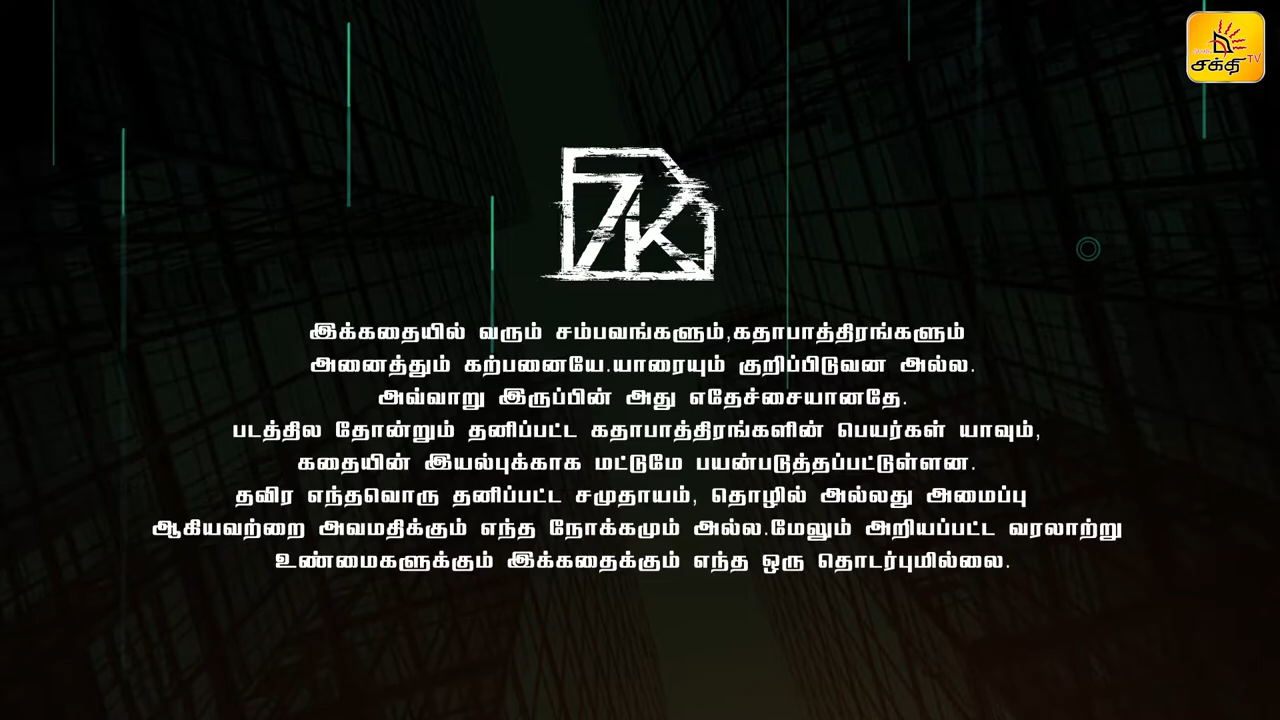 சக்தி TV
7K
இக்கதையில் வரும் சம்பவங்களும்,கதாபாத்திரங்களும்
அனைத்தும் கற்பனையே.யாரையும் குறிப்பிடுவன அல்ல.
அவ்வாறு இருப்பின் அது எதேச்சையானதே.
படத்தில தோன்றும் தனிப்பட்ட கதாபாத்திரங்களின் பெயர்கள் யாவும்,
கதையின் இயல்புக்காக மட்டுமே பயன்படுத்தப்பட்டுள்ளன.
தவிர எந்தவொரு தனிப்பட்ட சமுதாயம், தொழில் அல்லது அமைப்பு
ஆகியவற்றை அவமதிக்கும் எந்த நோக்கமும் அல்ல.மேலும் அறியப்பட்ட வரலாற்று
உண்மைகளுக்கும் இக்கதைக்கும் எந்த ஒரு தொடர்புமில்லை.